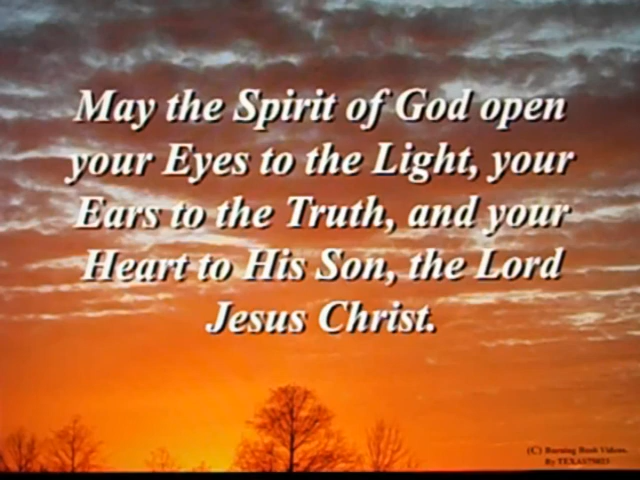 May the Spirit of God open
your Eyes to the Light, your
Ears to the Truth, and your
Heart to His Son, the Lord
Jesus Christ.
(C) Burning Bush Videos.
By